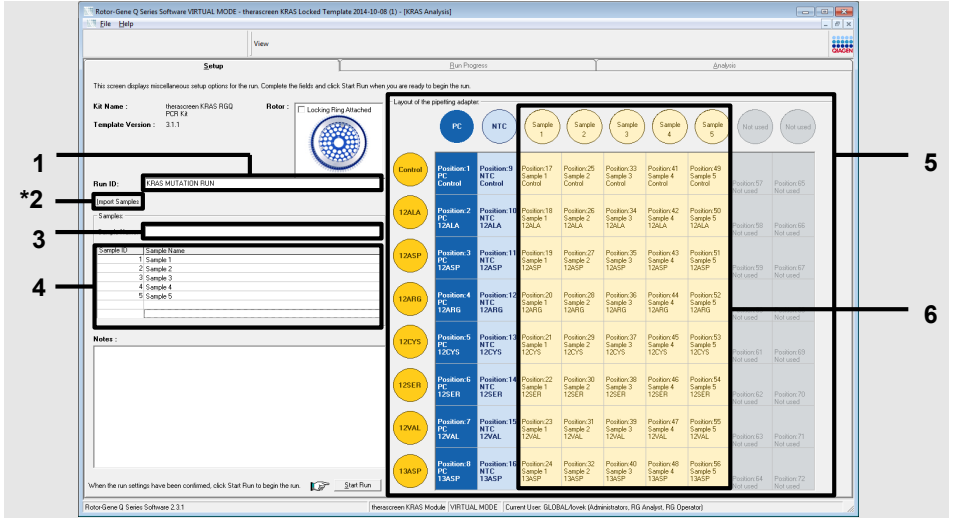 Rotor-Gene Q Series Software VIRTUAL MODE - therascreen KRAS Locked Template 2014-10-08 (1) - [KRAS Analysis]
File Help
View
QIAGEN
Setup Run Progress Analysis
This screen displays miscellaneous setup options for the run. Complete the fields and click Start Run when you are ready to begin the run.
Kit Name : therascreen KRAS RGQ PCR Kit
Template Version : 3.1.1
Rotor :
Locking Ring Attached
1
Run ID: KRAS MUTATION RUN
*2
Import Samples
Samples:
3
4
Sample ID Sample Name
1 Sample 1
2 Sample 2
3 Sample 3
4 Sample 4
5 Sample 5
Notes :
When the run settings have been confirmed, click Start Run to begin the run. Start Run
Layout of the pipetting adapter:
PC NTC Sample 1 Sample 2 Sample 3 Sample 4 Sample 5 Not used Not used
5
6
Control
Position:1 PC Control
Position:9 NTC Control
Position:17 Sample 1 Control
Position:25 Sample 2 Control
Position:33 Sample 3 Control
Position:41 Sample 4 Control
Position:49 Sample 5 Control
Position:57 Not used
Position:65 Not used
12ALA
Position:2 PC 12ALA
Position:10 NTC 12ALA
Position:18 Sample 1 12ALA
Position:26 Sample 2 12ALA
Position:34 Sample 3 12ALA
Position:42 Sample 4 12ALA
Position:50 Sample 5 12ALA
Position:58 Not used
Position:66 Not used
12ASP
Position:3 PC 12ASP
Position:11 NTC 12ASP
Position:19 Sample 1 12ASP
Position:27 Sample 2 12ASP
Position:35 Sample 3 12ASP
Position:43 Sample 4 12ASP
Position:51 Sample 5 12ASP
Position:59 Not used
Position:67 Not used
12ARG
Position:4 PC 12ARG
Position:12 NTC 12ARG
Position:20 Sample 1 12ARG
Position:28 Sample 2 12ARG
Position:36 Sample 3 12ARG
Position:44 Sample 4 12ARG
Position:52 Sample 5 12ARG
Not used
Not used
12CYS
Position:5 PC 12CYS
Position:13 NTC 12CYS
Position:21 Sample 1 12CYS
Position:29 Sample 2 12CYS
Position:37 Sample 3 12CYS
Position:45 Sample 4 12CYS
Position:53 Sample 5 12CYS
Position:61 Not used
Position:69 Not used
12SER
Position:6 PC 12SER
Position:14 NTC 12SER
Position:22 Sample 1 12SER
Position:30 Sample 2 12SER
Position:38 Sample 3 12SER
Position:46 Sample 4 12SER
Position:54 Sample 5 12SER
Position:62 Not used
Position:70 Not used
12VAL
Position:7 PC 12VAL
Position:15 NTC 12VAL
Position:23 Sample 1 12VAL
Position:31 Sample 2 12VAL
Position:39 Sample 3 12VAL
Position:47 Sample 4 12VAL
Position:55 Sample 5 12VAL
Position:63 Not used
Position:71 Not used
13ASP
Position:8 PC 13ASP
Position:16 NTC 13ASP
Position:24 Sample 1 13ASP
Position:32 Sample 2 13ASP
Position:40 Sample 3 13ASP
Position:48 Sample 4 13ASP
Position:56 Sample 5 13ASP
Position:64 Not used
Position:72 Not used
Rotor-Gene Q Series Software 2.3.1
therascreen KRAS Module VIRTUAL MODE Current User: GLOBAL/lovek (Administrators, RG Analyst, RG Operator)